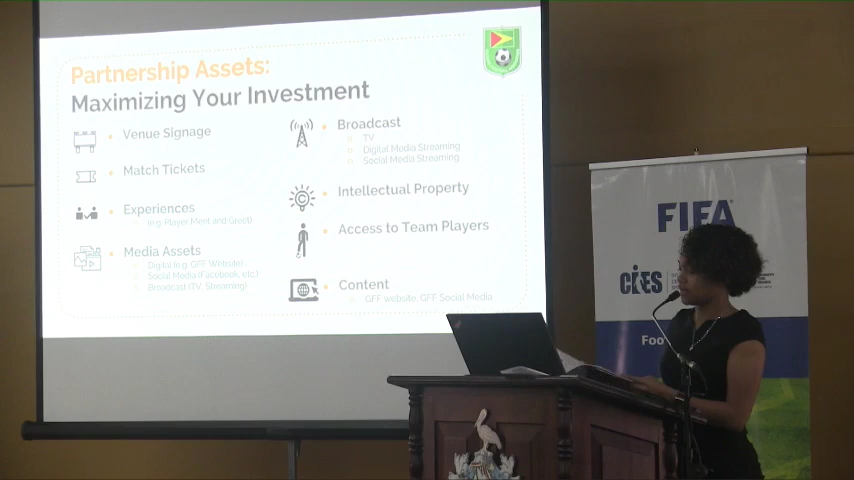 Partnership Assets:
Maximizing Your Investment
Venue Signage
Match Tickets
Experiences
(e.g. Player Meet and Greet)
Media Assets
Digital (e.g. GFF Website)
Social Media (Facebook, etc.)
Broadcast (TV, Streaming)
Broadcast
TV
Digital Media Streaming
Social Media Streaming
Intellectual Property
Access to Team Players
Content
GFF website, GFF Social Media
FIFA
CIES
Foo